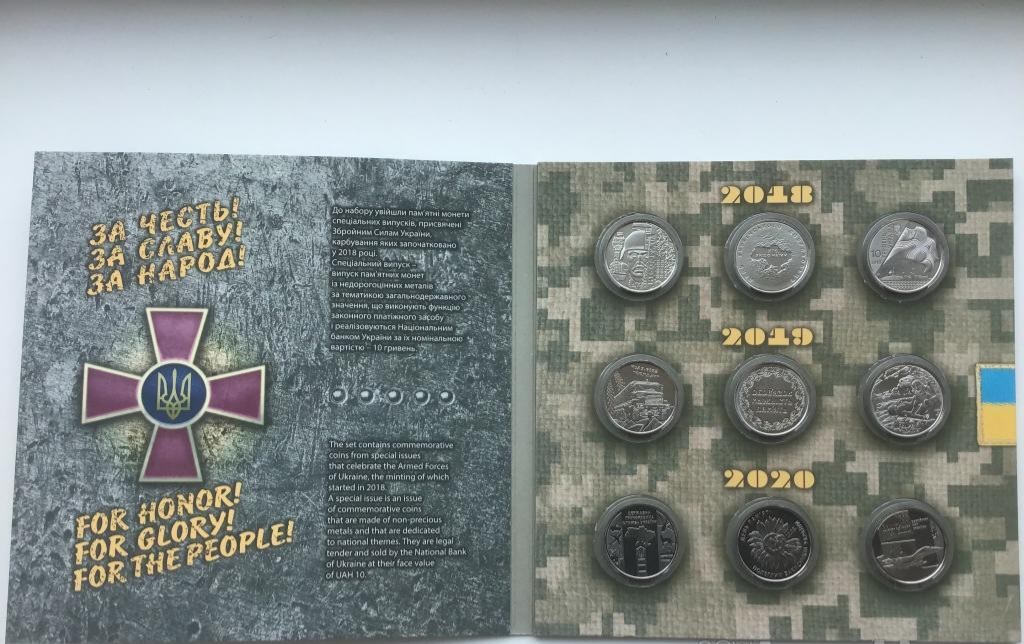 ЗА ЧЕСТЬ!
ЗА СЛАВУ!
ЗА НАРОД!
FOR HONOR!
FOR GLORY!
FOR THE PEOPLE!
До набору увійшли пам'ятні монети
спеціальних випусків, присвячені
Збройним Силам України,
карбування яких започатковано
у 2018 році.
Спеціальний випуск –
випуск пам'ятних монет
із недорогоцінних металів
за тематикою загальнодержавного
значення, що виконують функцію
законного платіжного засобу
і реалізовуються Національним
банком України за їх номінальною
вартістю – 10 гривень.
The set contains commemorative
coins from special issues
that celebrate the Armed Forces
of Ukraine, the minting of which
started in 2018.
A special issue is an issue
of commemorative coins
that are made of non-precious
metals and that are dedicated
to national themes. They are legal
tender and sold by the National Bank
of Ukraine at their face value
of UAH 10.
2018
10
2019
2020